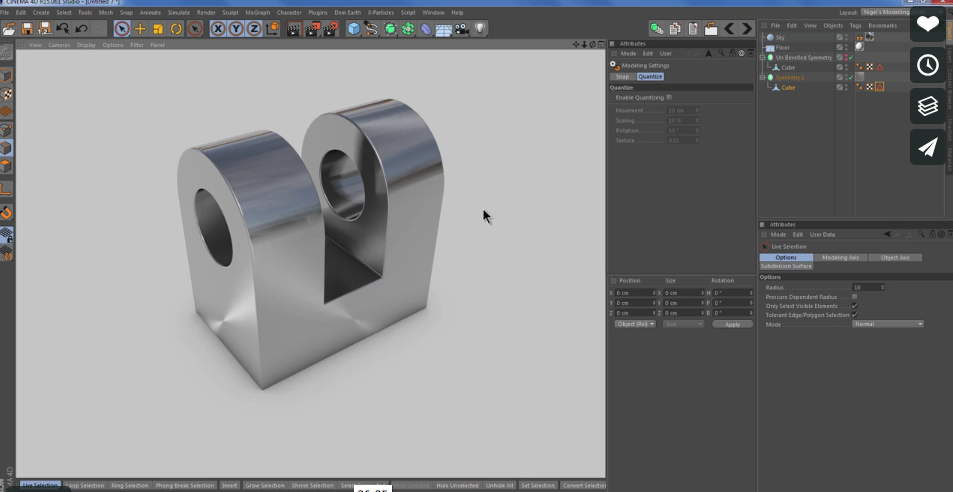 CINEMA 4D R15.061 Studio - [Untitled 7 *]
File Edit Create Select Tools Mesh Snap Animate Simulate Render Sculpt MoGraph Character Plugins Dem Earth X-Particles Script Window Help
Layout: Nigel's Modelling
View Cameras Display Options Filter Panel
Attributes
Mode Edit User
Modeling Settings
Snap Quantize
Quantize
Enable Quantizing
Movement 10 cm
Scaling 10 %
Rotation 10 °
Texture
File Edit View Objects Tags Bookmarks
Sky
Floor
Un Bevelled Symmetry
Cube
Symmetry.1
Cube
Position Size Rotation
X 0 cm X 0 cm H 0 °
Y 0 cm Y 0 cm P 0 °
Z 0 cm Z 0 cm B 0 °
Object (Rel) Size Apply
Attributes
Mode Edit User Data
Live Selection
Options Modeling Axis Object Axis
Subdivision Surface
Options
Radius 10
Pressure Dependent Radius
Only Select Visible Elements
Tolerant Edge/Polygon Selection
Mode Normal
Live Selection Loop Selection Ring Selection Phong Break Selection Invert Grow Selection Shrink Selection Hide Unselected Unhide All Set Selection Convert Selection